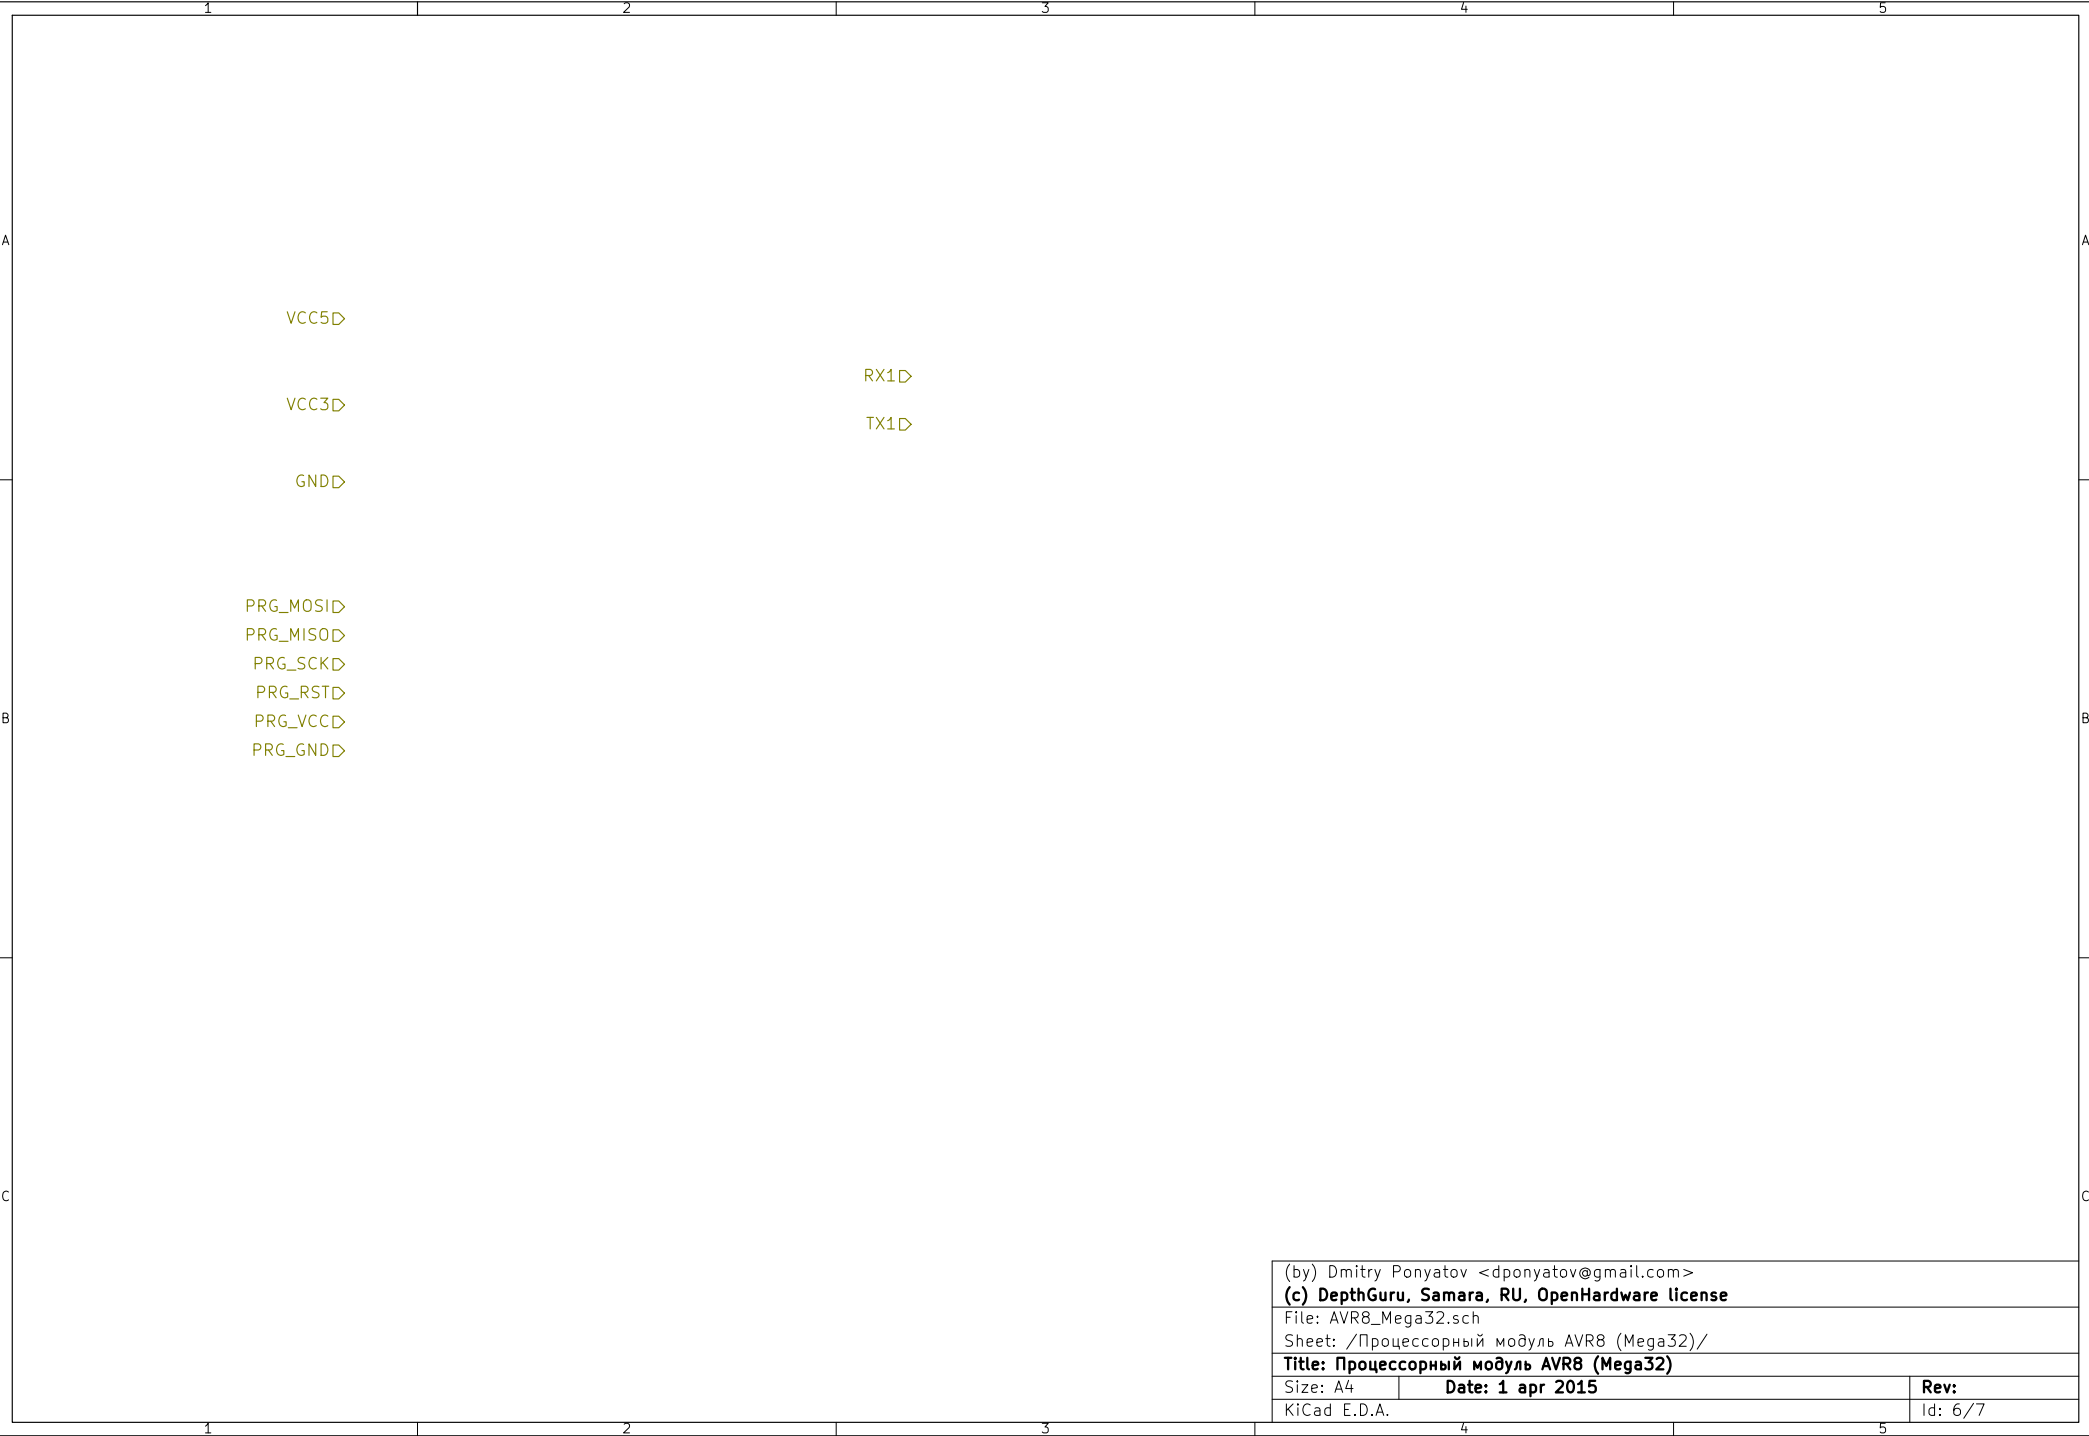 1 2 3 4 5
A A
VCC5
RX1
VCC3
TX1
GND
PRG_MOSI
PRG_MISO
PRG_SCK
PRG_RST
B B
PRG_VCC
PRG_GND
C C
(by) Dmitry Ponyatov <dponyatov@gmail.com>
(c) DepthGuru, Samara, RU, OpenHardware license
File: AVR8_Mega32.sch
Sheet: /Процессорный модуль AVR8 (Mega32)/
Title: Процессорный модуль AVR8 (Mega32)
Size: A4 Date: 1 apr 2015 Rev:
KiCad E.D.A. Id: 6/7
1 2 3 4 5